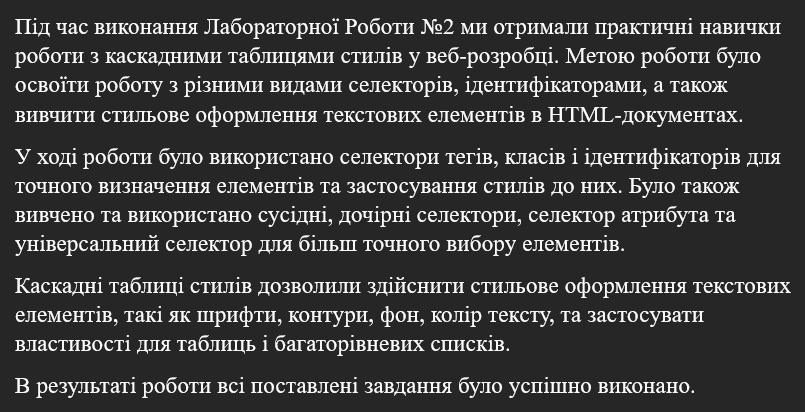 Під час виконання Лабораторної Роботи №2 ми отримали практичні навички
роботи з каскадними таблицями стилів у веб-розробці. Метою роботи було
освоїти роботу з різними видами селекторів, ідентифікаторами, а також
вивчити стильове оформлення текстових елементів в HTML-документах.
У ході роботи було використано селектори тегів, класів і ідентифікаторів для
точного визначення елементів та застосування стилів до них. Було також
вивчено та використано сусідні, дочірні селектори, селектор атрибута та
універсальний селектор для більш точного вибору елементів.
Каскадні таблиці стилів дозволили здійснити стильове оформлення текстових
елементів, такі як шрифти, контури, фон, колір тексту, та застосувати
властивості для таблиць і багаторівневих списків.
В результаті роботи всі поставлені завдання було успішно виконано.